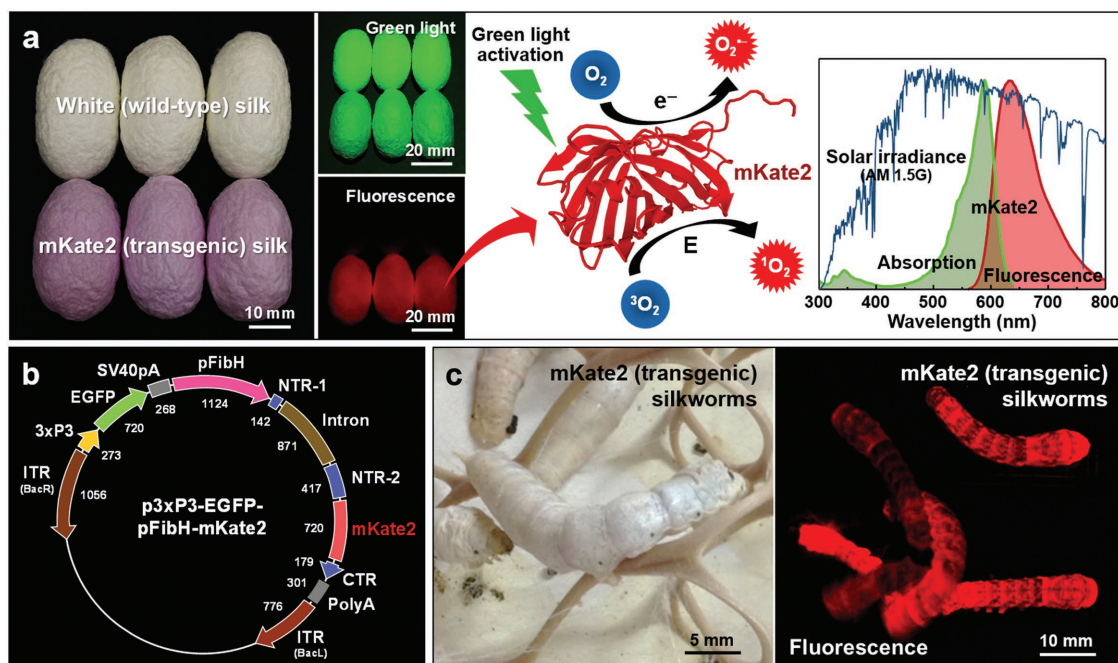 a
White (wild-type) silk
mKate2 (transgenic) silk
10 mm
Green light
20 mm
Fluorescence
20 mm
Green light
activation
O₂
e⁻
O₂•⁻
mKate2
E
³O₂
¹O₂
Solar irradiance
(AM 1.5G)
mKate2
Absorption
Fluorescence
300 400 500 600 700 800
Wavelength (nm)
b
SV40pA
pFibH
EGFP
NTR-1
268
1124
720
142
3xP3
Intron
273
871
ITR
(BacR)
1056
NTR-2
417
p3xP3-EGFP-
pFibH-mKate2
720
mKate2
179
CTR
301
PolyA
776
ITR
(BacL)
c
mKate2 (transgenic)
silkworms
5 mm
mKate2 (transgenic)
silkworms
Fluorescence
10 mm